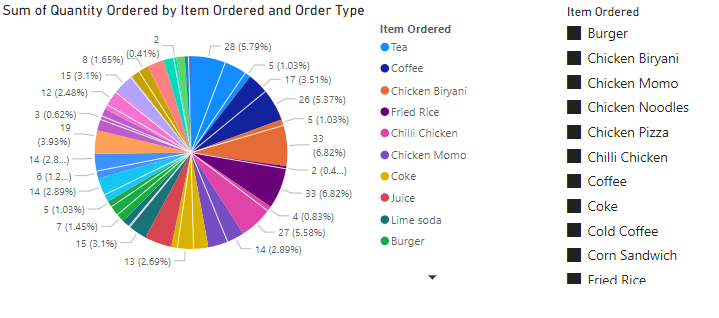 Sum of Quantity Ordered by Item Ordered and Order Type
2
(0.41%)
8 (1.65%)
15 (3.1%)
12 (2.48%)
3 (0.62%)
19
(3.93%)
14 (2.8...)
6 (1.2...)
14 (2.89%)
5 (1.03%)
7 (1.45%)
15 (3.1%)
13 (2.69%)
28 (5.79%)
5 (1.03%)
17 (3.51%)
26 (5.37%)
5 (1.03%)
33
(6.82%)
2 (0.4...)
33 (6.82%)
4 (0.83%)
27 (5.58%)
14 (2.89%)
Item Ordered
Tea
Coffee
Chicken Biryani
Fried Rice
Chilli Chicken
Chicken Momo
Coke
Juice
Lime soda
Burger
Item Ordered
Burger
Chicken Biryani
Chicken Momo
Chicken Noodles
Chicken Pizza
Chilli Chicken
Coffee
Coke
Cold Coffee
Corn Sandwich
Fried Rice